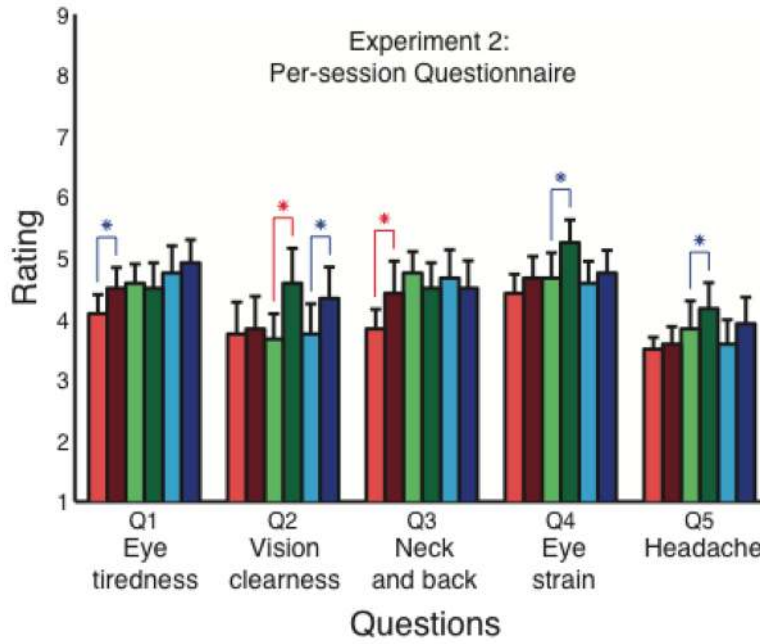 Experiment 2:
Per-session Questionnaire
Rating
9
8
7
6
5
4
3
2
1
*
*
*
*
*
*
Q1
Eye
tiredness
Q2
Vision
clearness
Q3
Neck
and back
Q4
Eye
strain
Q5
Headache
Questions